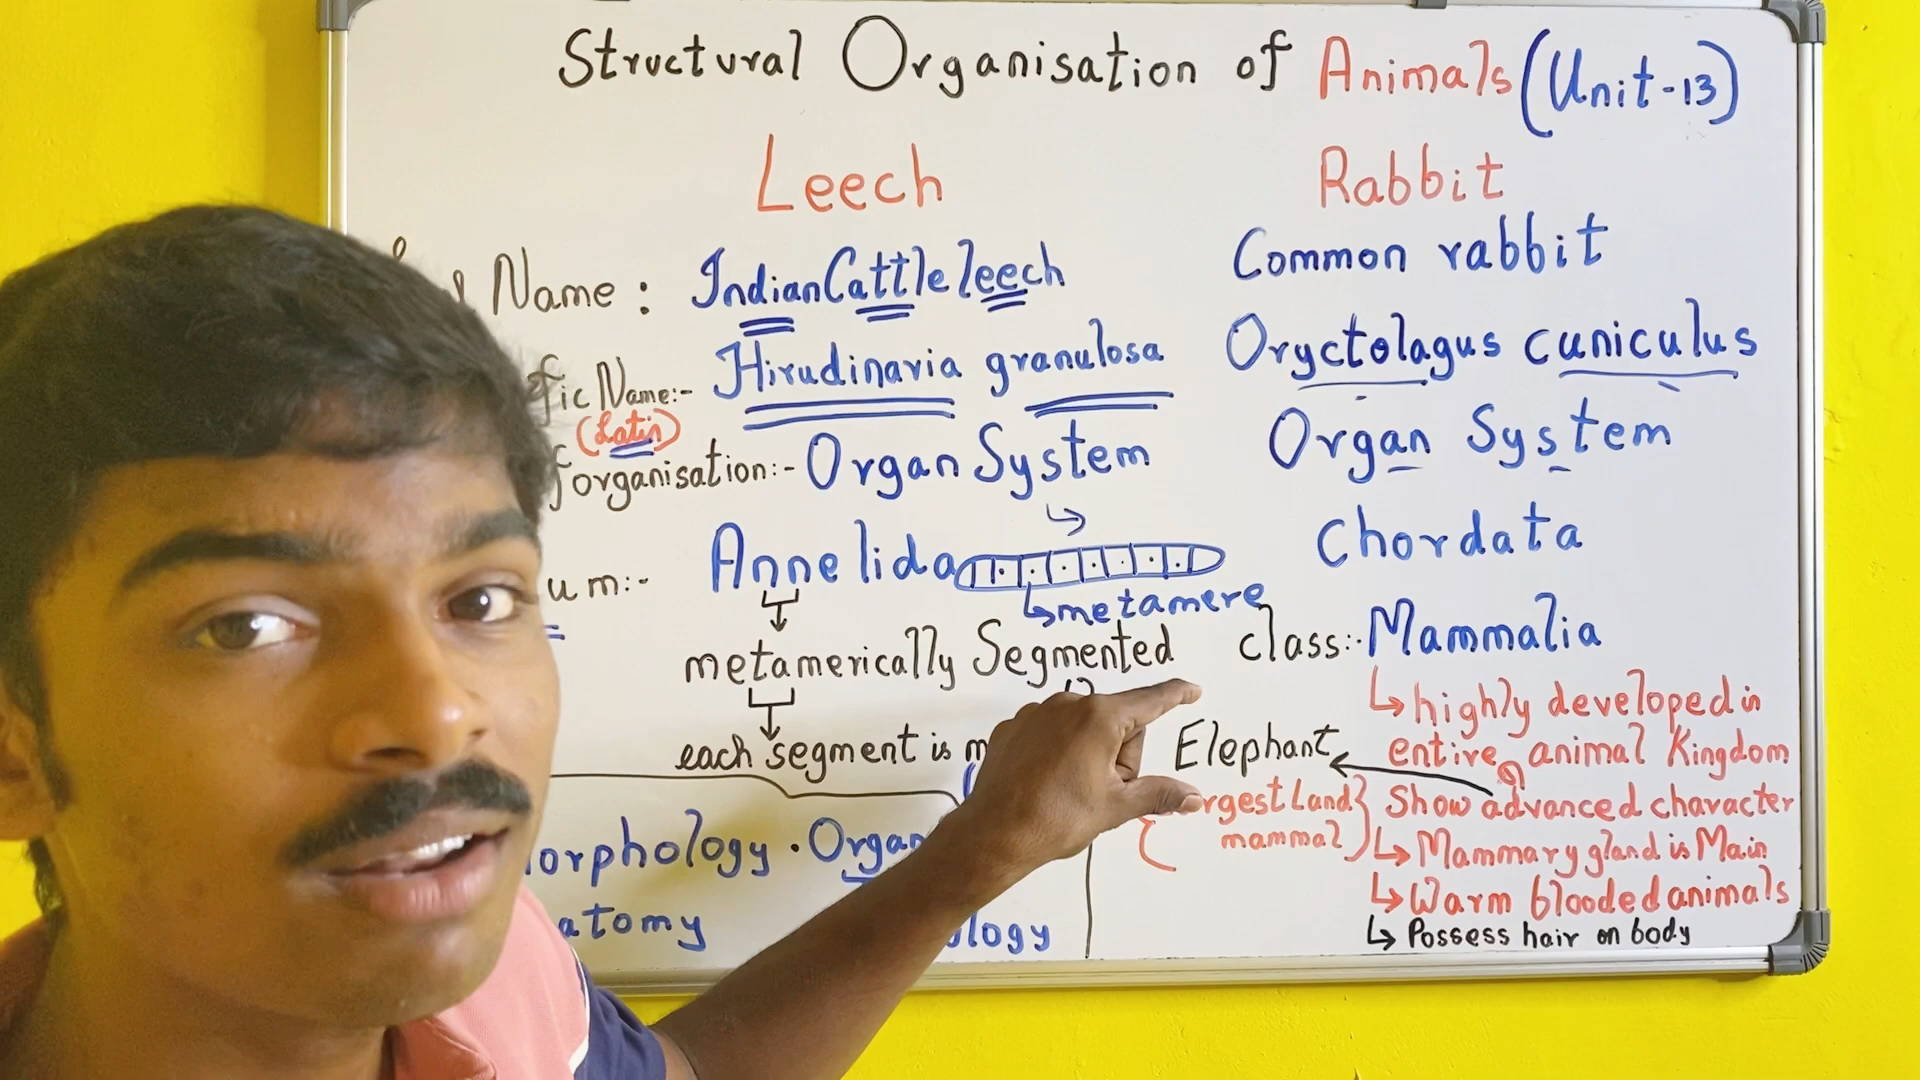 Structural Organisation of Animals (Unit-13)
Leech
Rabbit
Name : Indian Cattle leech
Common rabbit
fic Name:- Hirudinaria granulosa
(Latin)
Oryctolagus cuniculus
forganisation:- Organ System
Organ System
um:- Annelida
↳ metamere
Chordata
metamerically Segmented
class:- Mammalia
each segment is m
↳ highly developed in
entire animal Kingdom
Elephant
rgest Land
mammal
Show advanced character
↳ Mammary gland is Main
↳ Warm blooded animals
↳ Possess hair on body
orphology • Organ
atomy
ology